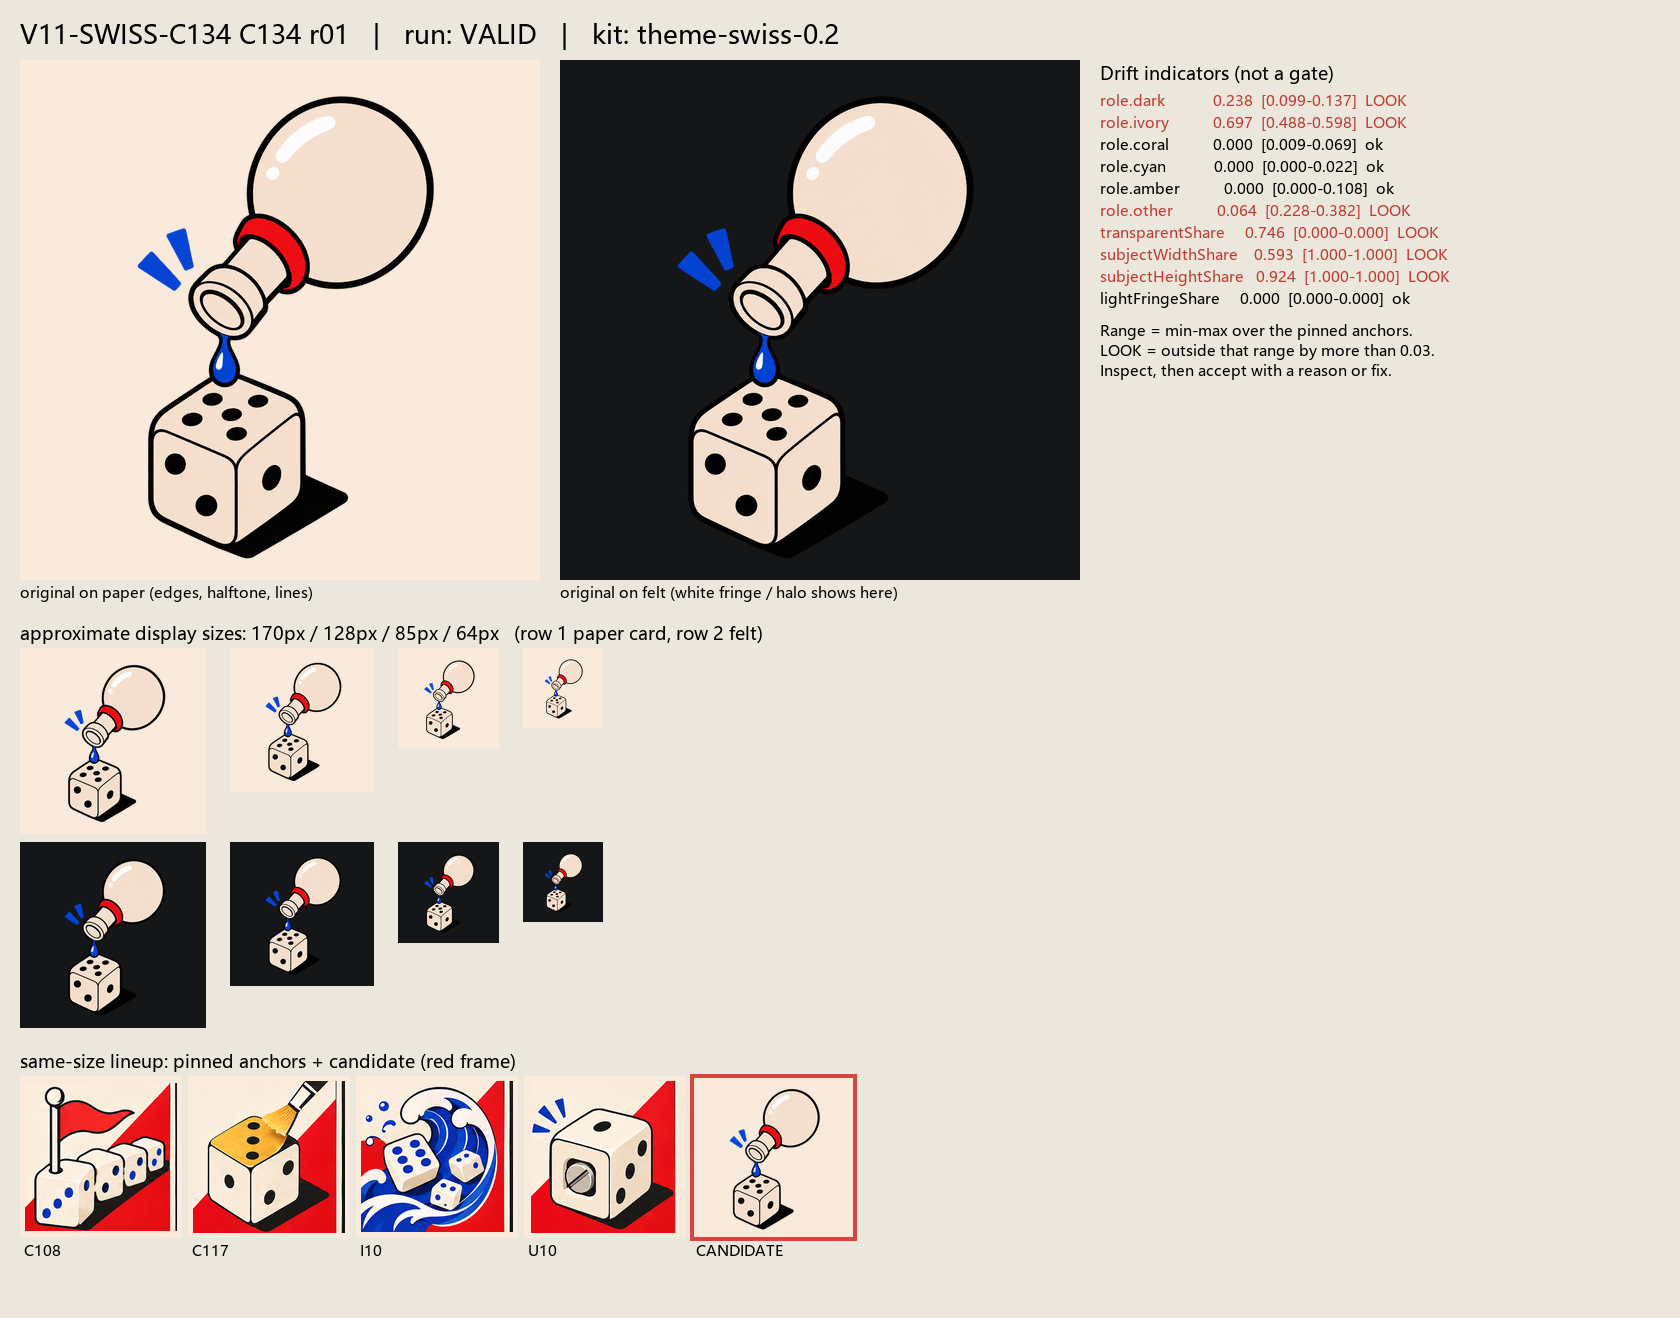 V11-SWISS-C134 C134 r01 | run: VALID | kit: theme-swiss-0.2
Drift indicators (not a gate)
role.dark 0.238 [0.099-0.137] LOOK
role.ivory 0.697 [0.488-0.598] LOOK
role.coral 0.000 [0.009-0.069] ok
role.cyan 0.000 [0.000-0.022] ok
role.amber 0.000 [0.000-0.108] ok
role.other 0.064 [0.228-0.382] LOOK
transparentShare 0.746 [0.000-0.000] LOOK
subjectWidthShare 0.593 [1.000-1.000] LOOK
subjectHeightShare 0.924 [1.000-1.000] LOOK
lightFringeShare 0.000 [0.000-0.000] ok
Range = min-max over the pinned anchors.
LOOK = outside that range by more than 0.03.
Inspect, then accept with a reason or fix.
original on paper (edges, halftone, lines)
original on felt (white fringe / halo shows here)
approximate display sizes: 170px / 128px / 85px / 64px (row 1 paper card, row 2 felt)
same-size lineup: pinned anchors + candidate (red frame)
C108
C117
I10
U10
CANDIDATE